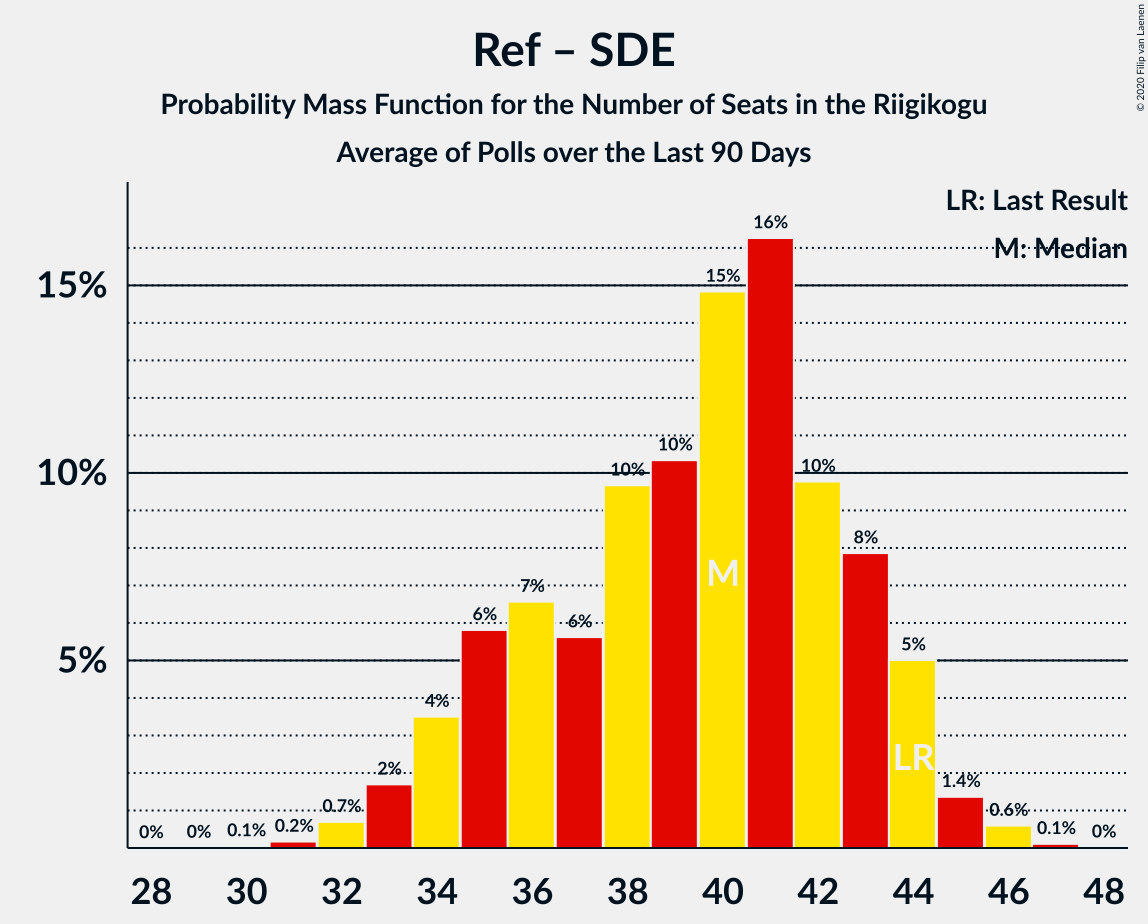 Ref – SDE
Probability Mass Function for the Number of Seats in the Riigikogu
Average of Polls over the Last 90 Days
© 2020 Filip van Laenen
LR: Last Result
M: Median
15%
10%
5%
0%
0%
0.1%
0.2%
0.7%
2%
4%
6%
7%
6%
10%
10%
15%
16%
10%
8%
5%
1.4%
0.6%
0.1%
0%
M
LR
28 30 32 34 36 38 40 42 44 46 48